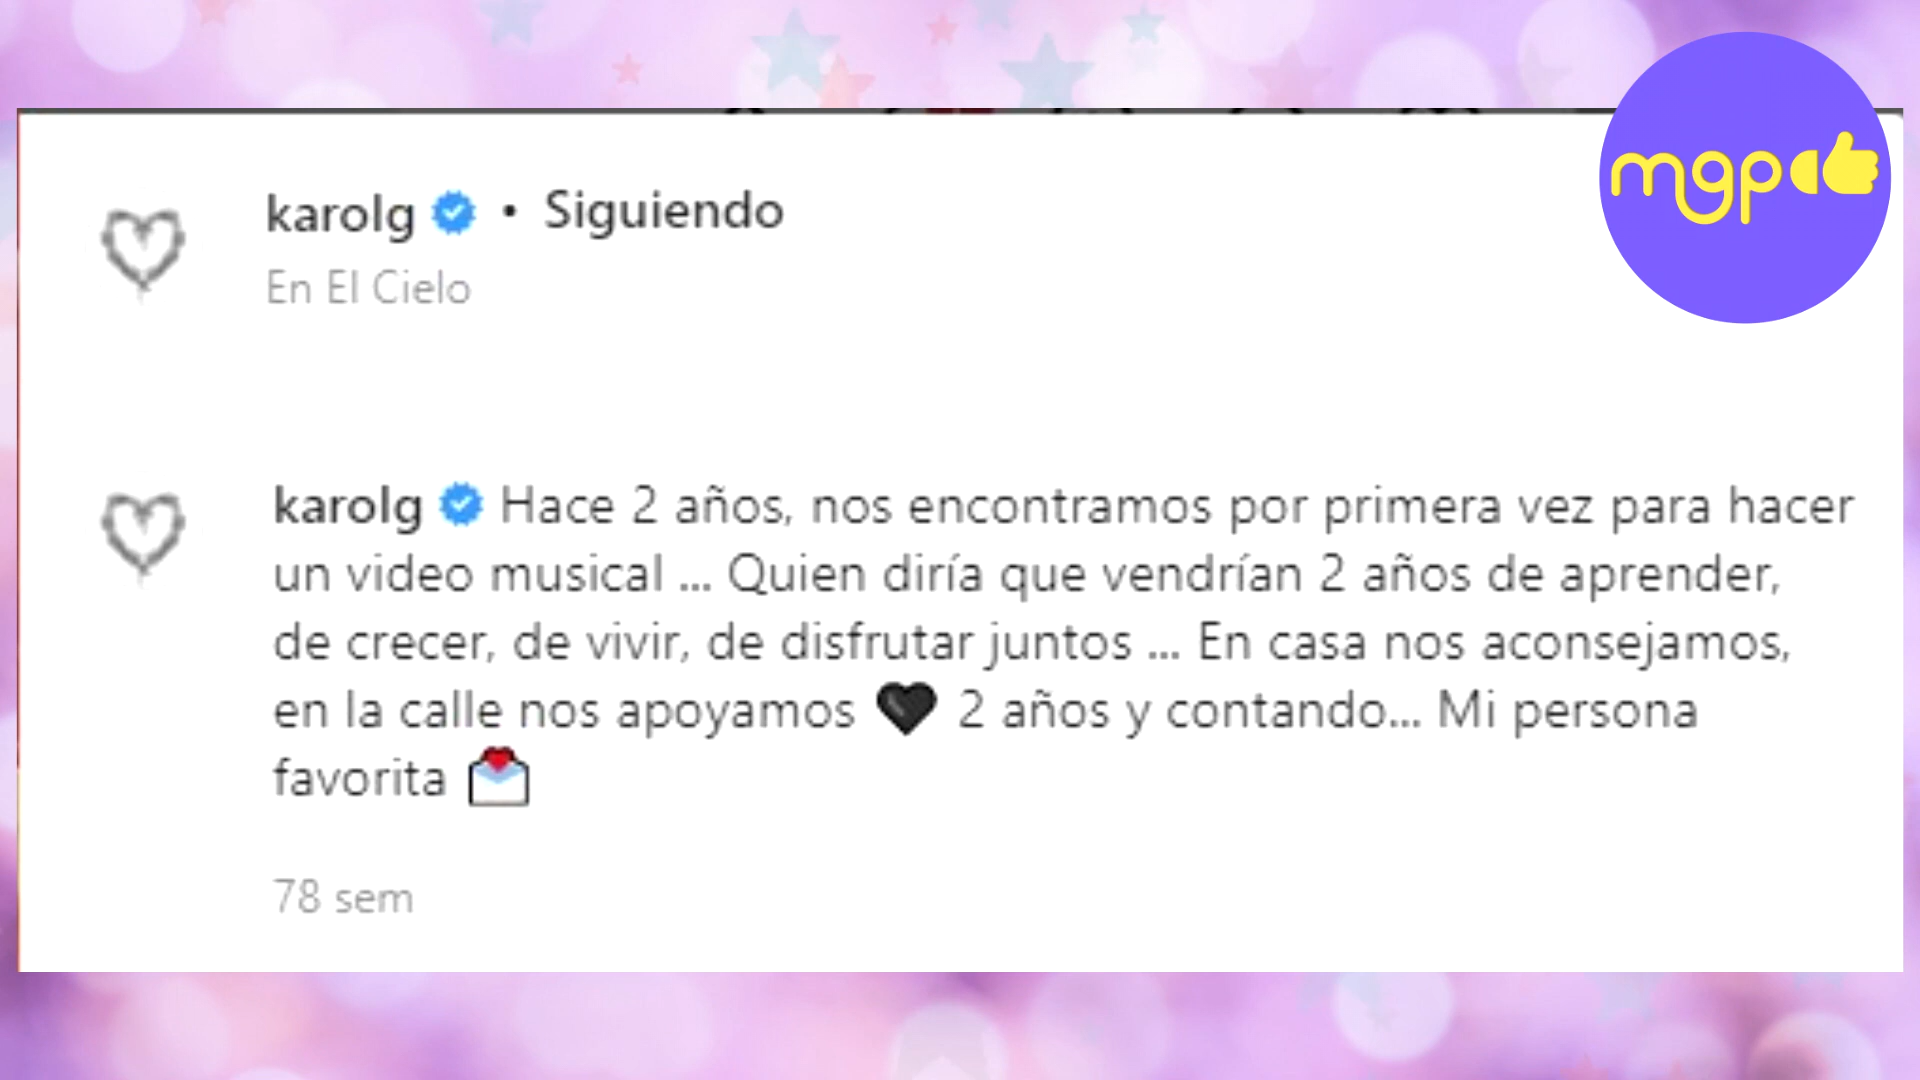 mgp
karolg • Siguiendo
En El Cielo
karolg Hace 2 años, nos encontramos por primera vez para hacer
un video musical ... Quien diría que vendrían 2 años de aprender,
de crecer, de vivir, de disfrutar juntos ... En casa nos aconsejamos,
en la calle nos apoyamos 🖤 2 años y contando... Mi persona
favorita 💌
78 sem